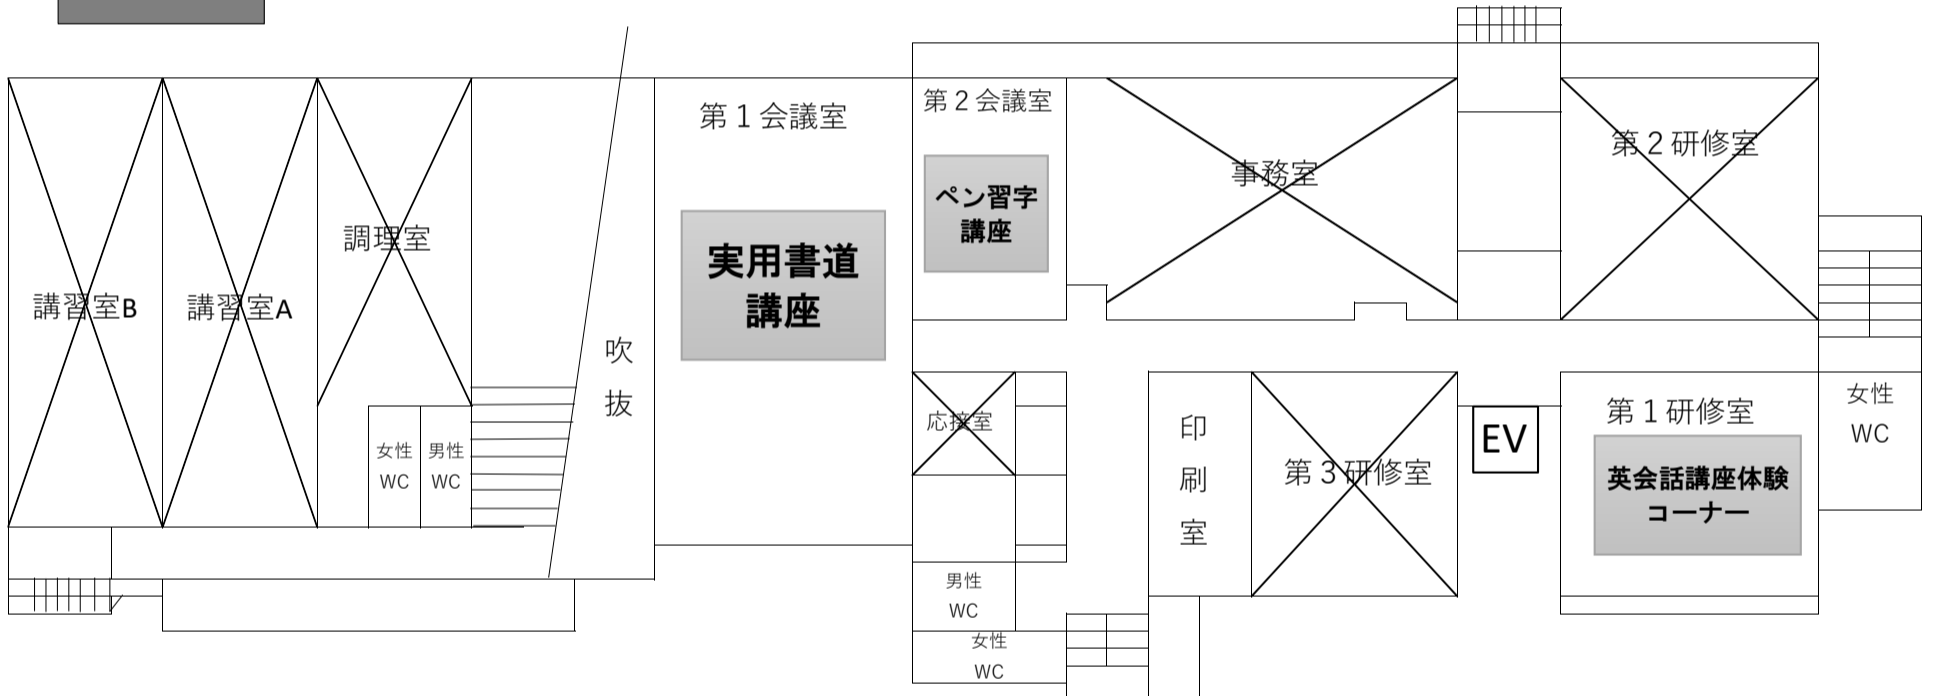 第１会議室
第２会議室
第２研修室
事務室
ペン習字
講座
調理室
実用書道
講座
講習室B
講習室A
吹
抜
応接室
印
刷
室
第３研修室
EV
第１研修室
英会話講座体験
コーナー
女性
WC
女性
WC
男性
WC
男性
WC
女性
WC